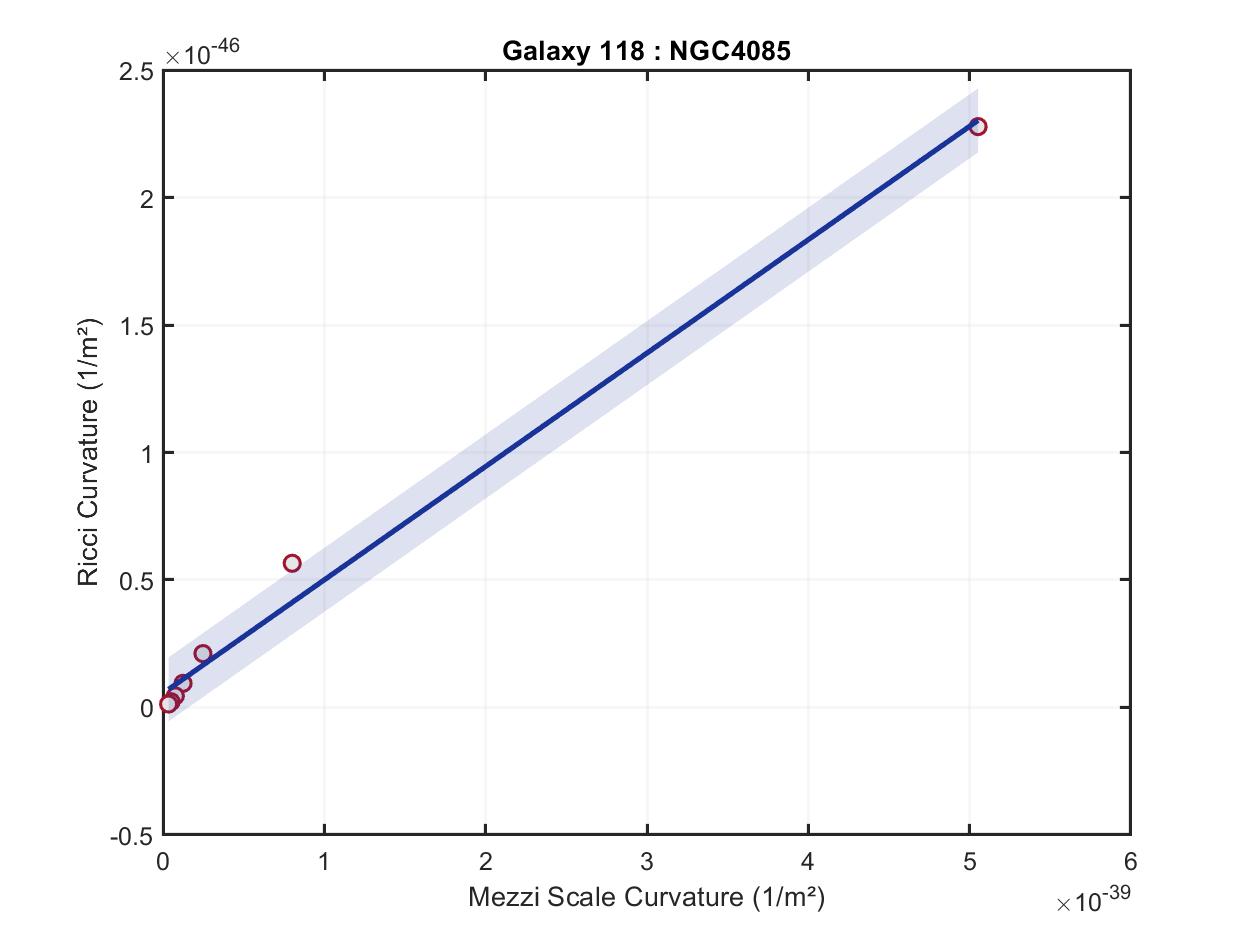 Galaxy 118 : NGC4085
×10-46
2.5
2
1.5
1
0.5
0
-0.5
Ricci Curvature (1/m²)
0 1 2 3 4 5 6
Mezzi Scale Curvature (1/m²)
×10-39